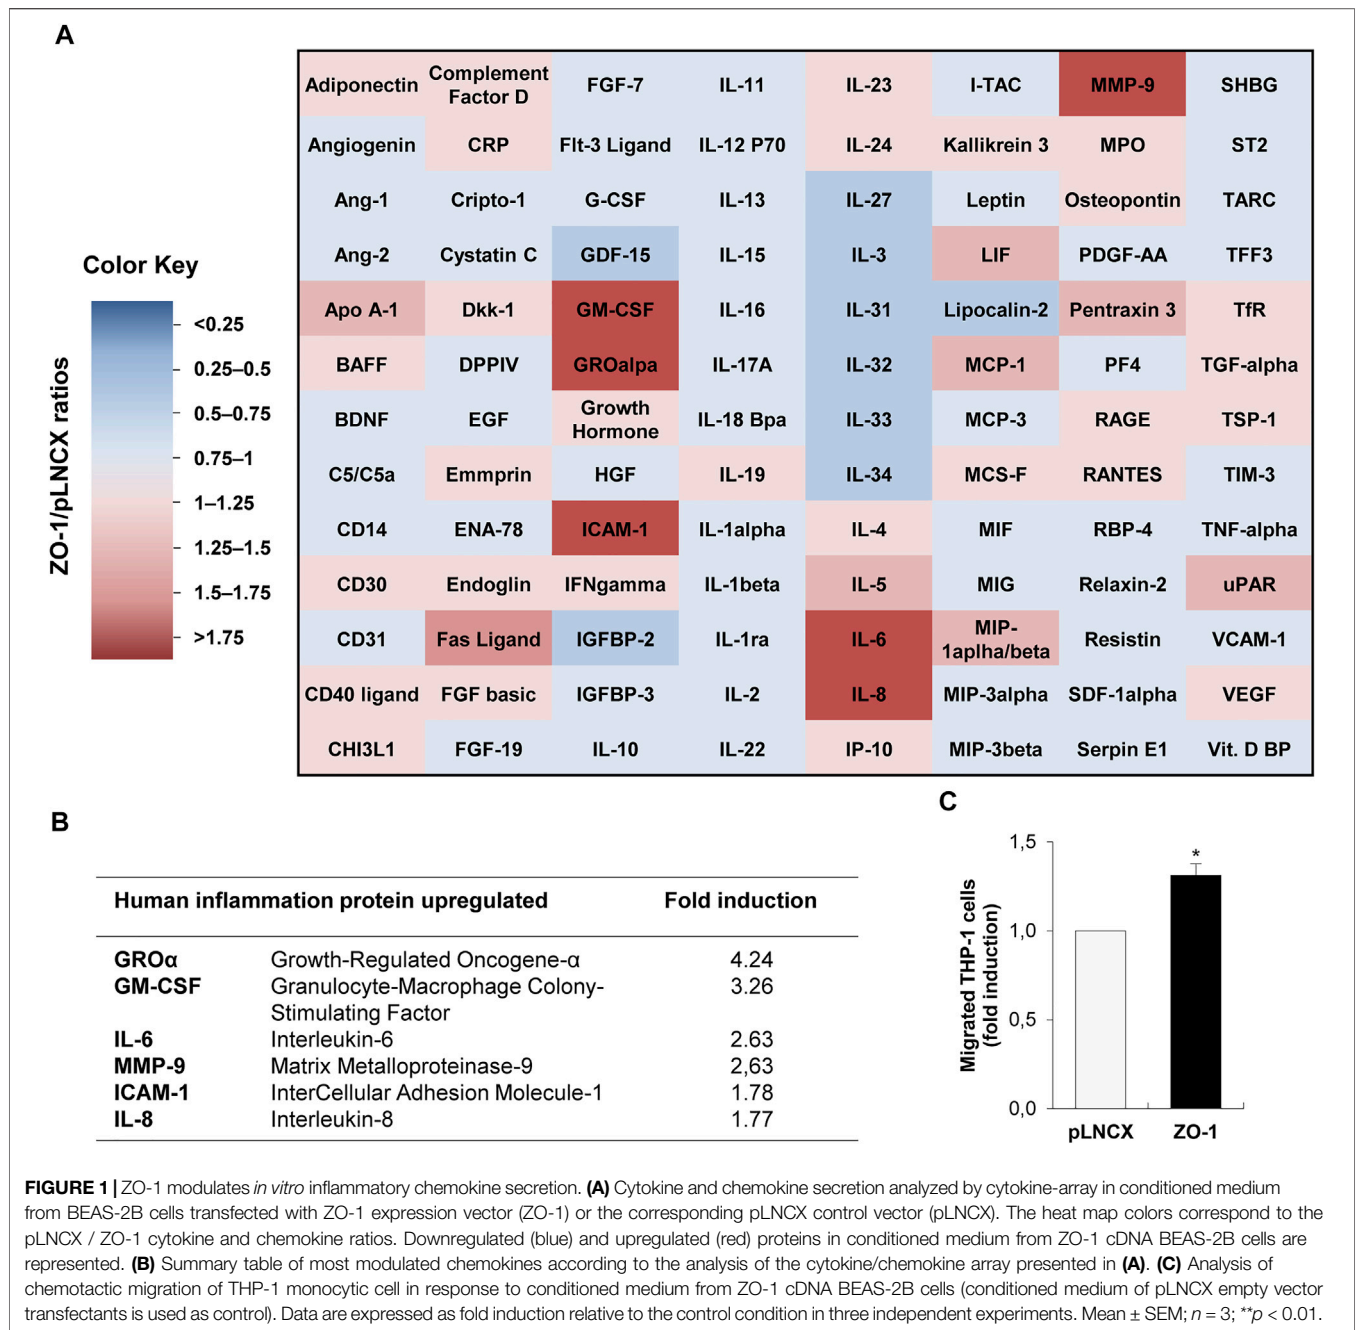 A
Color Key
ZO-1/pLNCX ratios
<0.25
0.25–0.5
0.5–0.75
0.75–1
1–1.25
1.25–1.5
1.5–1.75
>1.75
Adiponectin Complement Factor D FGF-7 IL-11 IL-23 I-TAC MMP-9 SHBG
Angiogenin CRP Flt-3 Ligand IL-12 P70 IL-24 Kallikrein 3 MPO ST2
Ang-1 Cripto-1 G-CSF IL-13 IL-27 Leptin Osteopontin TARC
Ang-2 Cystatin C GDF-15 IL-15 IL-3 LIF PDGF-AA TFF3
Apo A-1 Dkk-1 GM-CSF IL-16 IL-31 Lipocalin-2 Pentraxin 3 TfR
BAFF DPPIV GROalpa IL-17A IL-32 MCP-1 PF4 TGF-alpha
BDNF EGF Growth Hormone IL-18 Bpa IL-33 MCP-3 RAGE TSP-1
C5/C5a Emmprin HGF IL-19 IL-34 MCS-F RANTES TIM-3
CD14 ENA-78 ICAM-1 IL-1alpha IL-4 MIF RBP-4 TNF-alpha
CD30 Endoglin IFNgamma IL-1beta IL-5 MIG Relaxin-2 uPAR
CD31 Fas Ligand IGFBP-2 IL-1ra IL-6 MIP-1aplha/beta Resistin VCAM-1
CD40 ligand FGF basic IGFBP-3 IL-2 IL-8 MIP-3alpha SDF-1alpha VEGF
CHI3L1 FGF-19 IL-10 IL-22 IP-10 MIP-3beta Serpin E1 Vit. D BP
B
Human inflammation protein upregulated Fold induction
GROα Growth-Regulated Oncogene-α 4.24
GM-CSF Granulocyte-Macrophage Colony- 3.26
Stimulating Factor
IL-6 Interleukin-6 2.63
MMP-9 Matrix Metalloproteinase-9 2,63
ICAM-1 InterCellular Adhesion Molecule-1 1.78
IL-8 Interleukin-8 1.77
C
Migrated THP-1 cells
(fold induction)
1,5
1,0
0,5
0,0
*
pLNCX ZO-1
FIGURE 1 | ZO-1 modulates in vitro inflammatory chemokine secretion. (A) Cytokine and chemokine secretion analyzed by cytokine-array in conditioned medium
from BEAS-2B cells transfected with ZO-1 expression vector (ZO-1) or the corresponding pLNCX control vector (pLNCX). The heat map colors correspond to the
pLNCX / ZO-1 cytokine and chemokine ratios. Downregulated (blue) and upregulated (red) proteins in conditioned medium from ZO-1 cDNA BEAS-2B cells are
represented. (B) Summary table of most modulated cytokine/chemokines according to the analysis of the cytokine/chemokine array presented in (A). (C) Analysis of
chemotactic migration of THP-1 monocytic cell in response to conditioned medium from ZO-1 cDNA BEAS-2B cells (conditioned medium of pLNCX empty vector
transfectants is used as control). Data are expressed as fold induction relative to the control condition in three independent experiments. Mean ± SEM; n = 3; **p < 0.01.